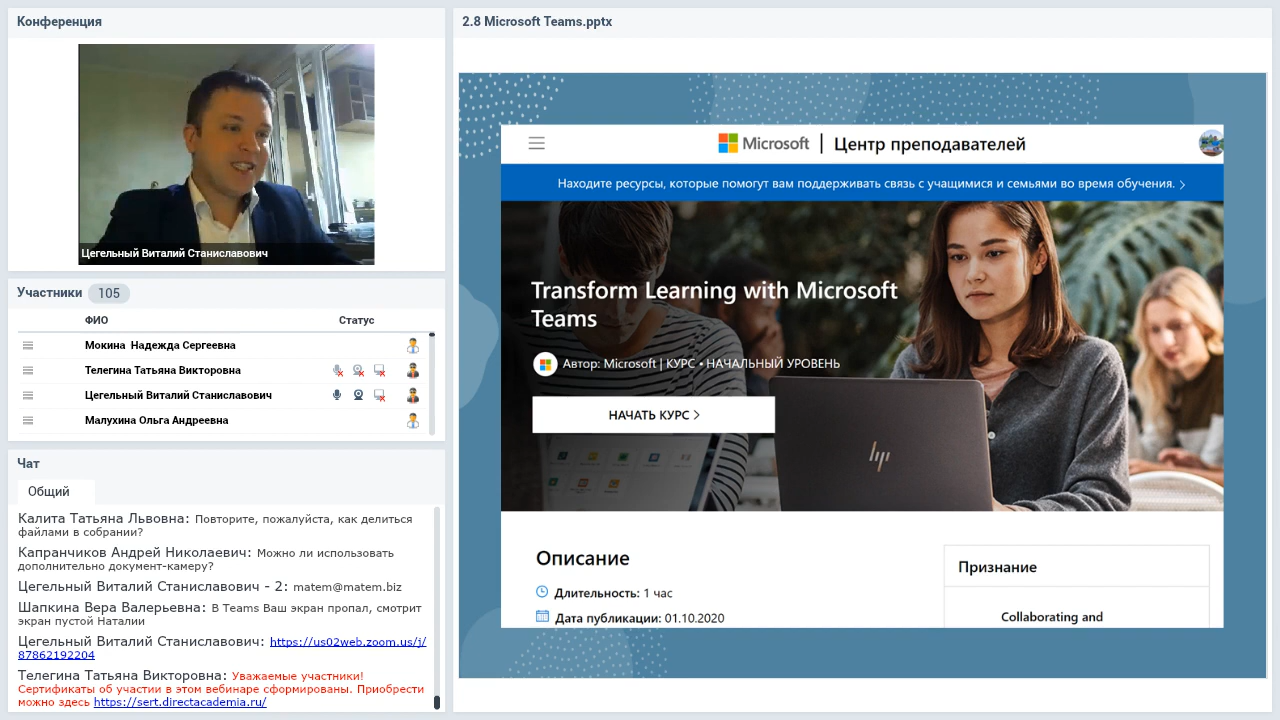 Конференция
Цегельный Виталий Станиславович
Участники 105
ФИО Статус
Мокина Надежда Сергеевна
Телегина Татьяна Викторовна
Цегельный Виталий Станиславович
Малухина Ольга Андреевна
Чат
Общий
Калита Татьяна Львовна: Повторите, пожалуйста, как делиться
файлами в собрании?
Капранчиков Андрей Николаевич: Можно ли использовать
дополнительно документ-камеру?
Цегельный Виталий Станиславович - 2: matem@matem.biz
Шапкина Вера Валерьевна: В Teams Ваш экран пропал, смотрит
экран пустой Наталии
Цегельный Виталий Станиславович: https://us02web.zoom.us/j/
87862192204
Телегина Татьяна Викторовна: Уважаемые участники!
Сертификаты об участии в этом вебинаре сформированы. Приобрести
можно здесь https://sert.directacademia.ru/
2.8 Microsoft Teams.pptx
Microsoft | Центр преподавателей
Находите ресурсы, которые помогут вам поддерживать связь с учащимися и семьями во время обучения.
Transform Learning with Microsoft
Teams
Автор: Microsoft | КУРС • НАЧАЛЬНЫЙ УРОВЕНЬ
НАЧАТЬ КУРС
hp
Описание
Длительность: 1 час
Дата публикации: 01.10.2020
Признание
Collaborating and